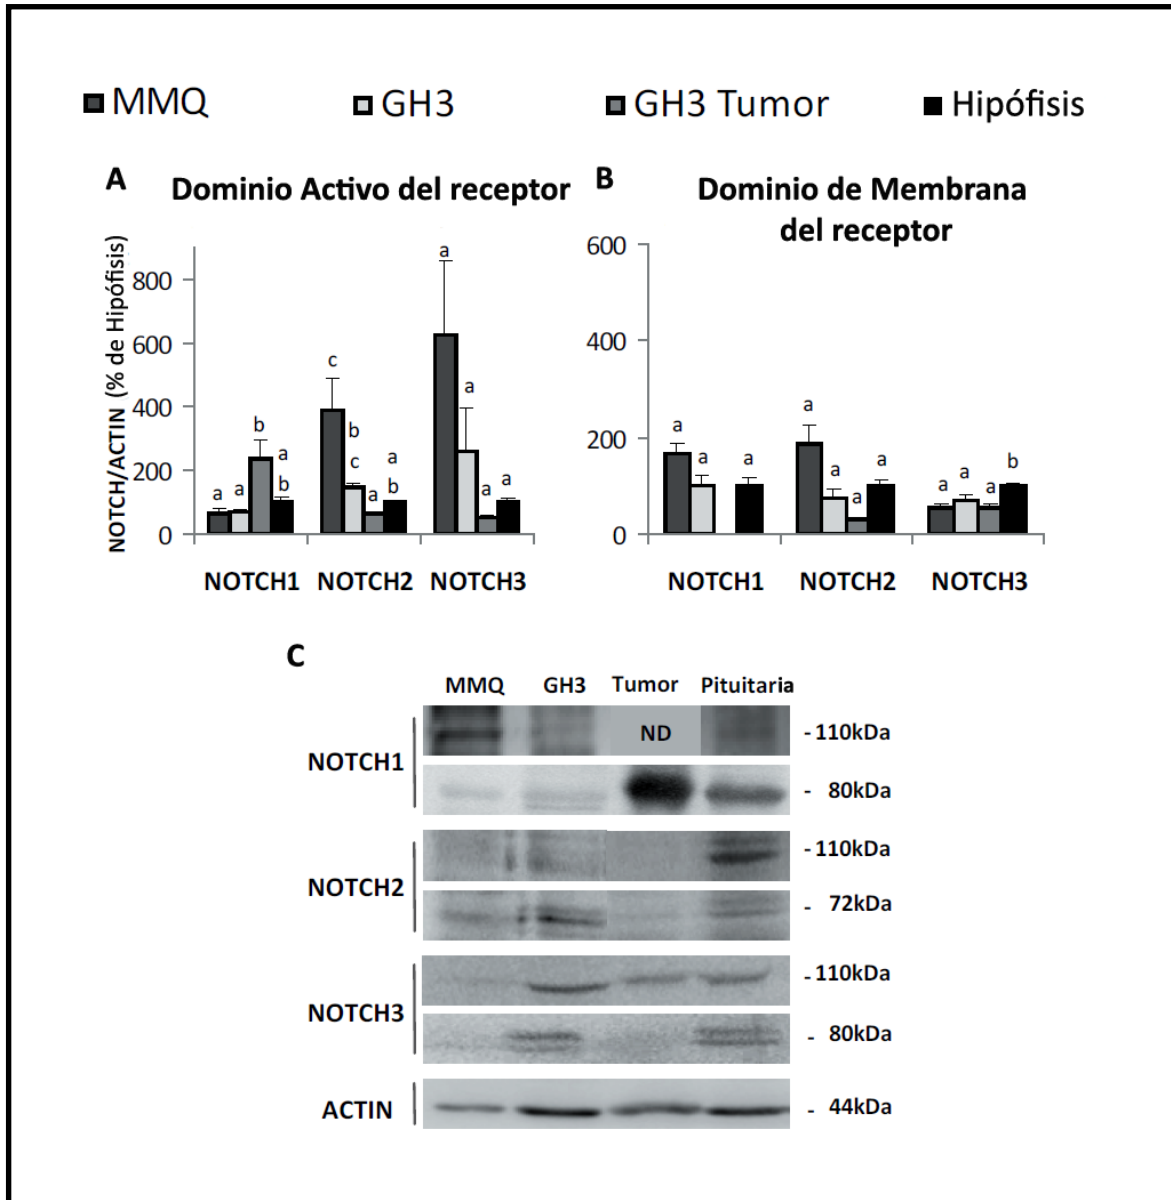 MMQ GH3 GH3 Tumor Hipófisis
A Dominio Activo del receptor
NOTCH/ACTIN (% de Hipófisis)
800
600
400
200
0
a a b a b
c b c a a b
a a a a
NOTCH1 NOTCH2 NOTCH3
B Dominio de Membrana
del receptor
600
400
200
0
a a a
a a a a
a a a b
NOTCH1 NOTCH2 NOTCH3
C
MMQ GH3 Tumor Pituitaria
NOTCH1
ND - 110kDa
- 80kDa
NOTCH2
- 110kDa
- 72kDa
NOTCH3
- 110kDa
- 80kDa
ACTIN - 44kDa